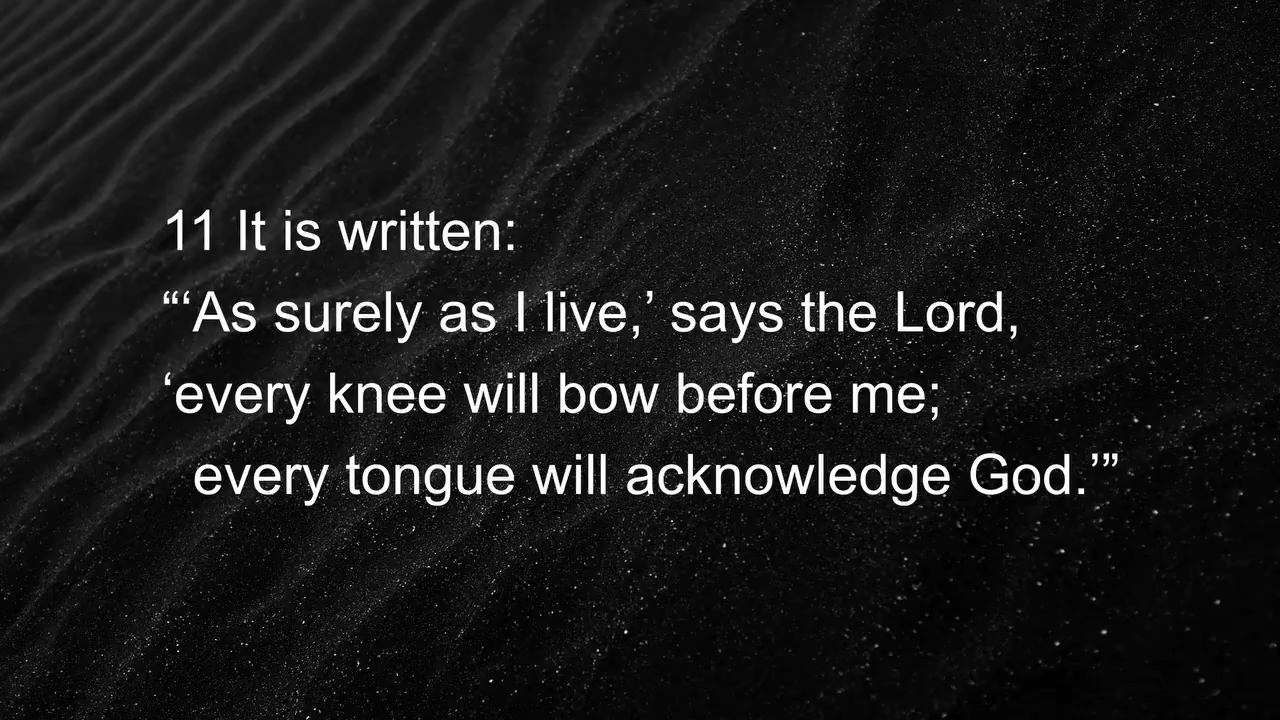 11 It is written:
“‘As surely as I live,’ says the Lord,
‘every knee will bow before me;
every tongue will acknowledge God.’”